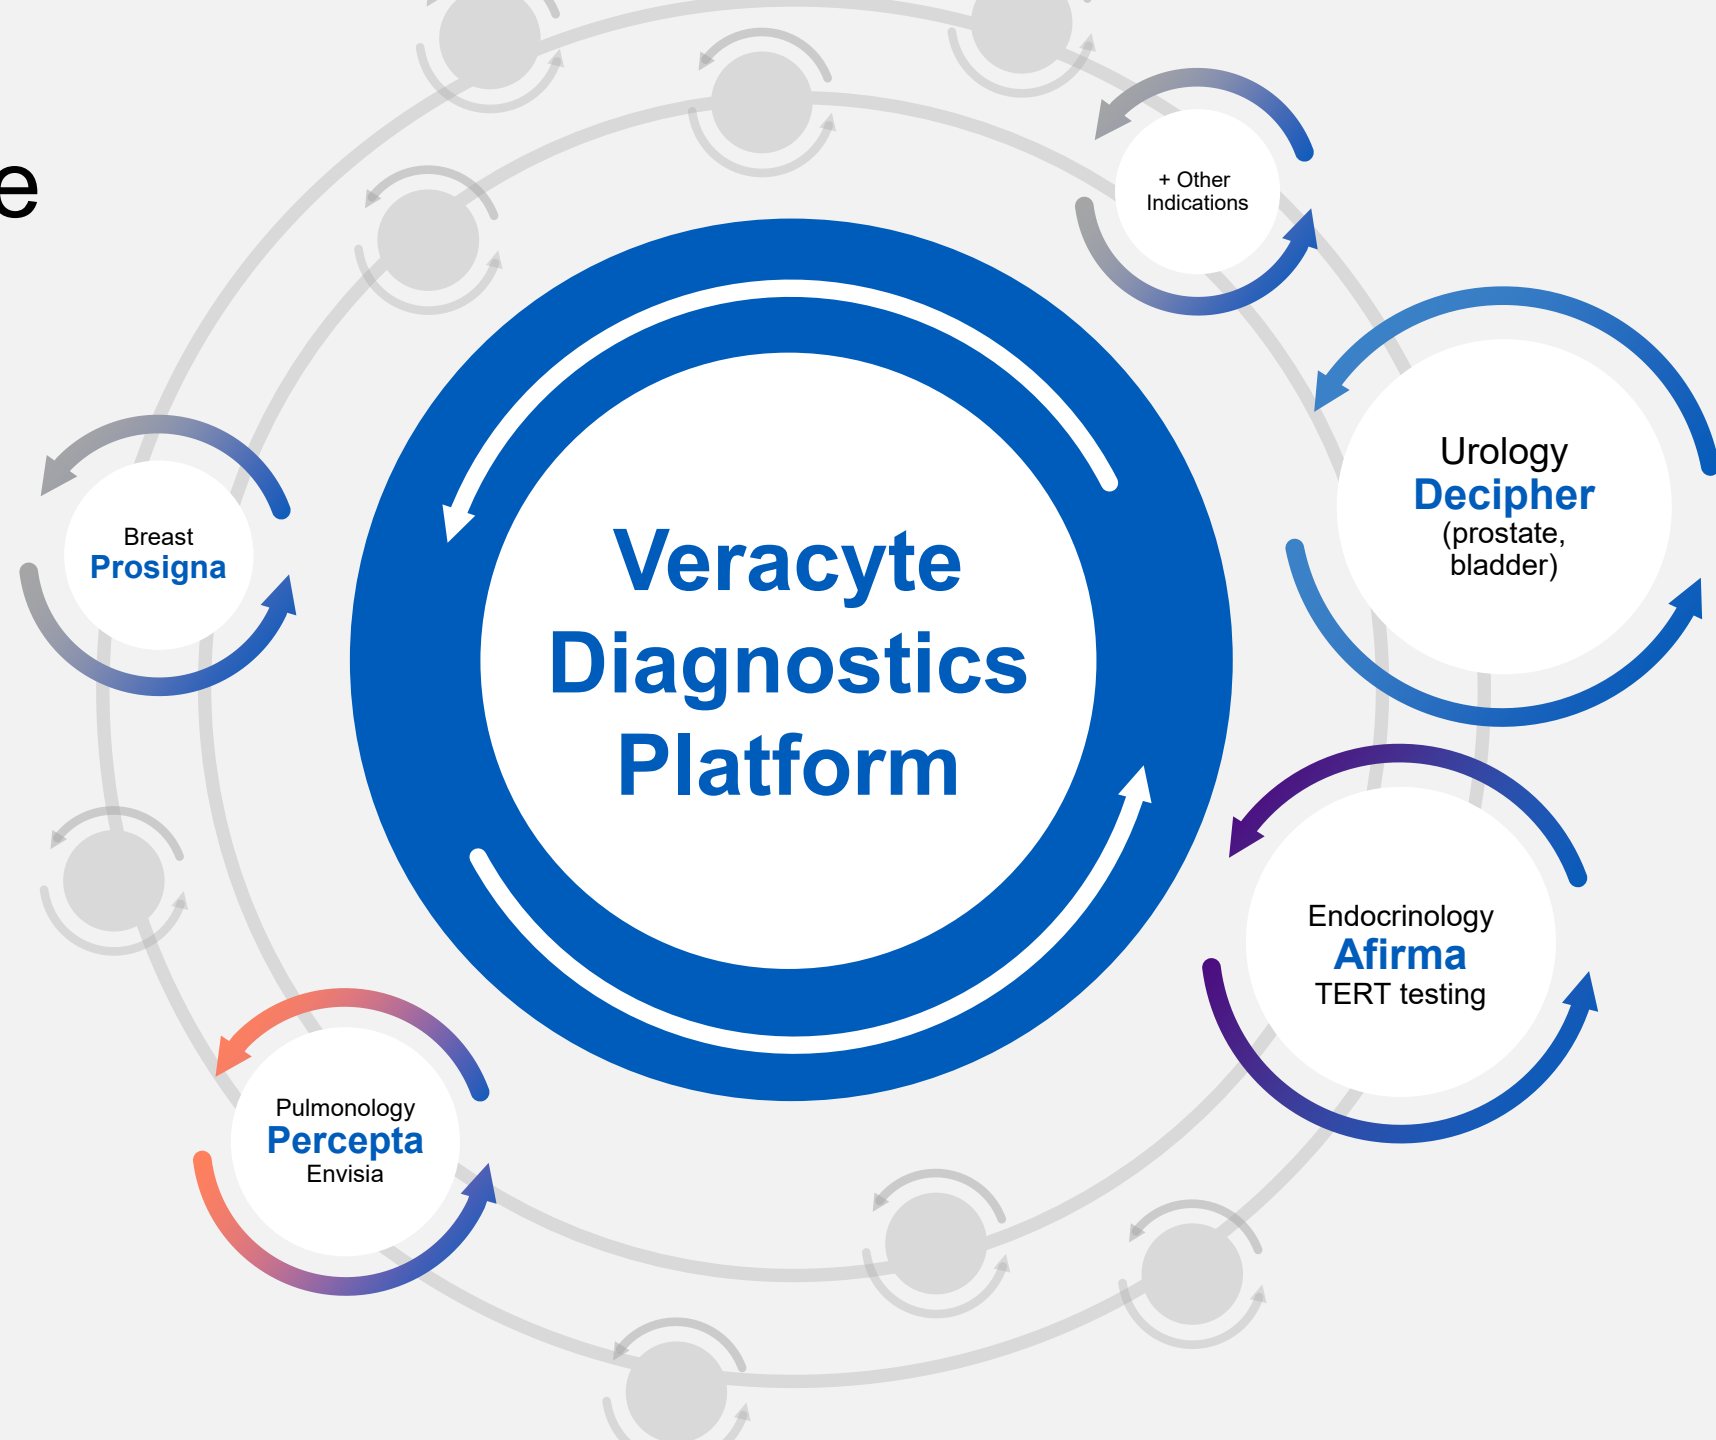 e
+ Other
Indications
Urology
Decipher
(prostate,
bladder)
Breast
Prosigna
Veracyte
Diagnostics
Platform
Endocrinology
Afirma
TERT testing
Pulmonology
Percepta
Envisia